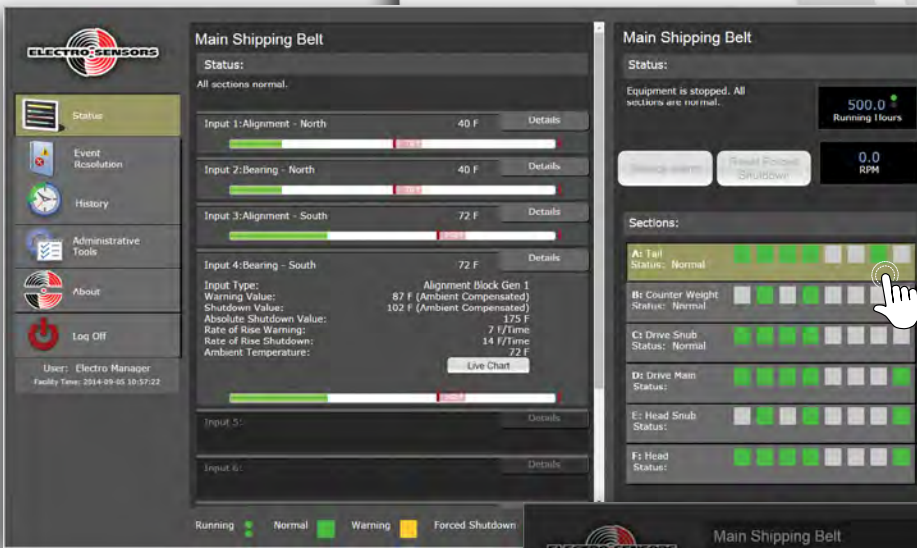 ELECTRO-SENSORS
Status
Event
Resolution
History
Administrative
Tools
About
Log Off
User: Electro Manager
Facility Time: 2014-09-05 10:57:22
Main Shipping Belt
Status:
All sections normal.
Input 1:Alignment - North 40 F Details
Input 2:Bearing - North 40 F Details
Input 3:Alignment - South 72 F Details
Input 4:Bearing - South 72 F Details
Input Type: Alignment Block Gen 1
Warning Value: 87 F (Ambient Compensated)
Shutdown Value: 102 F (Ambient Compensated)
Absolute Shutdown Value: 175 F
Rate of Rise Warning: 7 F/Time
Rate of Rise Shutdown: 14 F/Time
Ambient Temperature: 72 F
Live Chart
Input 5: Details
Input 6: Details
Running Normal Warning Forced Shutdown
Main Shipping Belt
Status:
Equipment is stopped. All
sections are normal.
500.0
Running Hours
Reset Forced
Shutdown
0.0
RPM
Sections:
A: Tail
Status: Normal
B: Counter Weight
Status: Normal
C: Drive Snub
Status: Normal
D: Drive Main
Status:
E: Head Snub
Status:
F: Head
Status:
ELECTRO-SENSORS
Main Shipping Belt